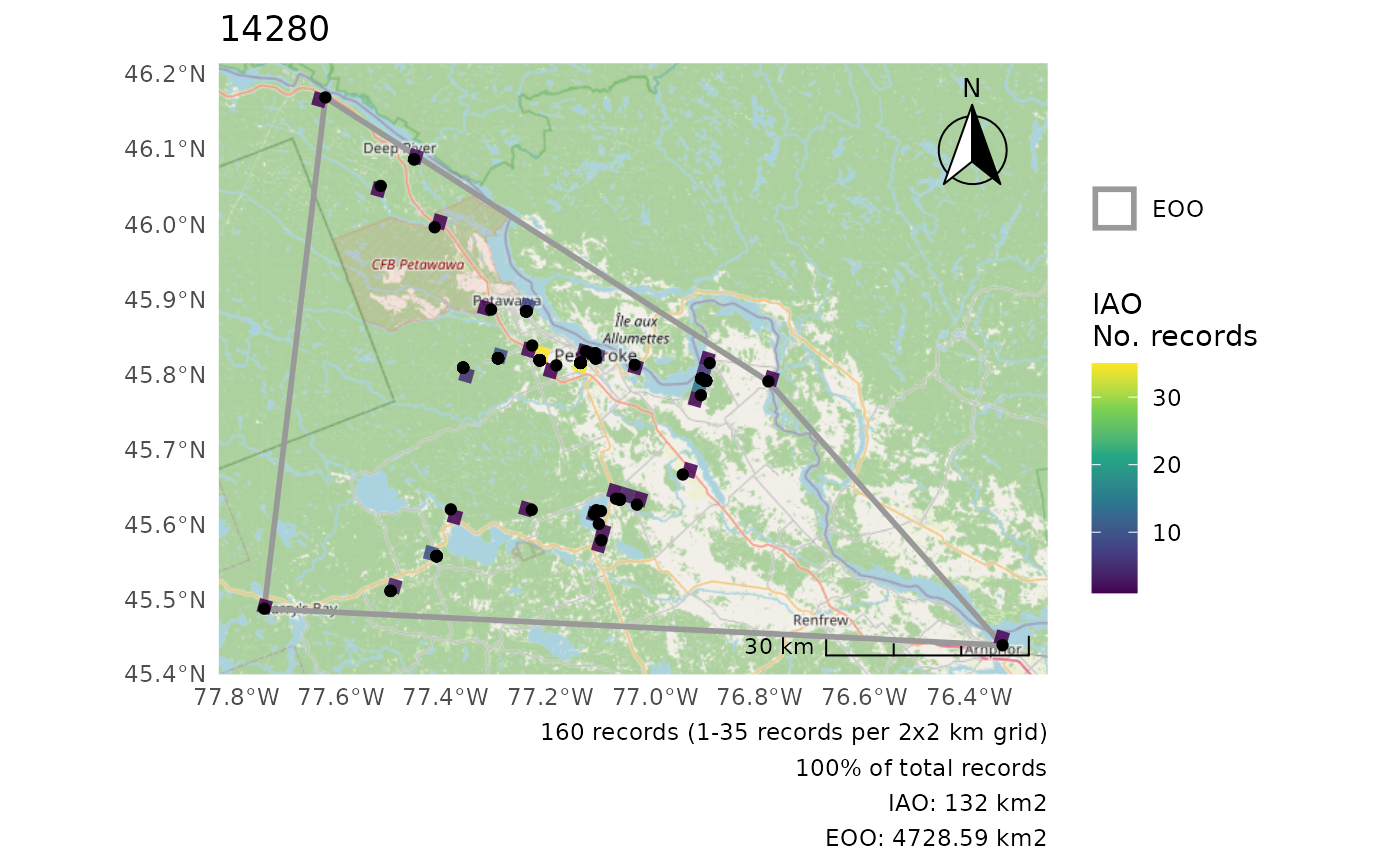 14280
46.2°N
46.1°N
46.0°N
45.9°N
45.8°N
45.7°N
45.6°N
45.5°N
45.4°N
77.8°W 77.6°W 77.4°W 77.2°W 77.0°W 76.8°W 76.6°W 76.4°W
N
Deep River
CFB Petawawa
Petawawa
Île aux
Allumettes
Renfrew
Arnprior
30 km
EOO
IAO
No. records
30
20
10
160 records (1-35 records per 2x2 km grid)
100% of total records
IAO: 132 km2
EOO: 4728.59 km2